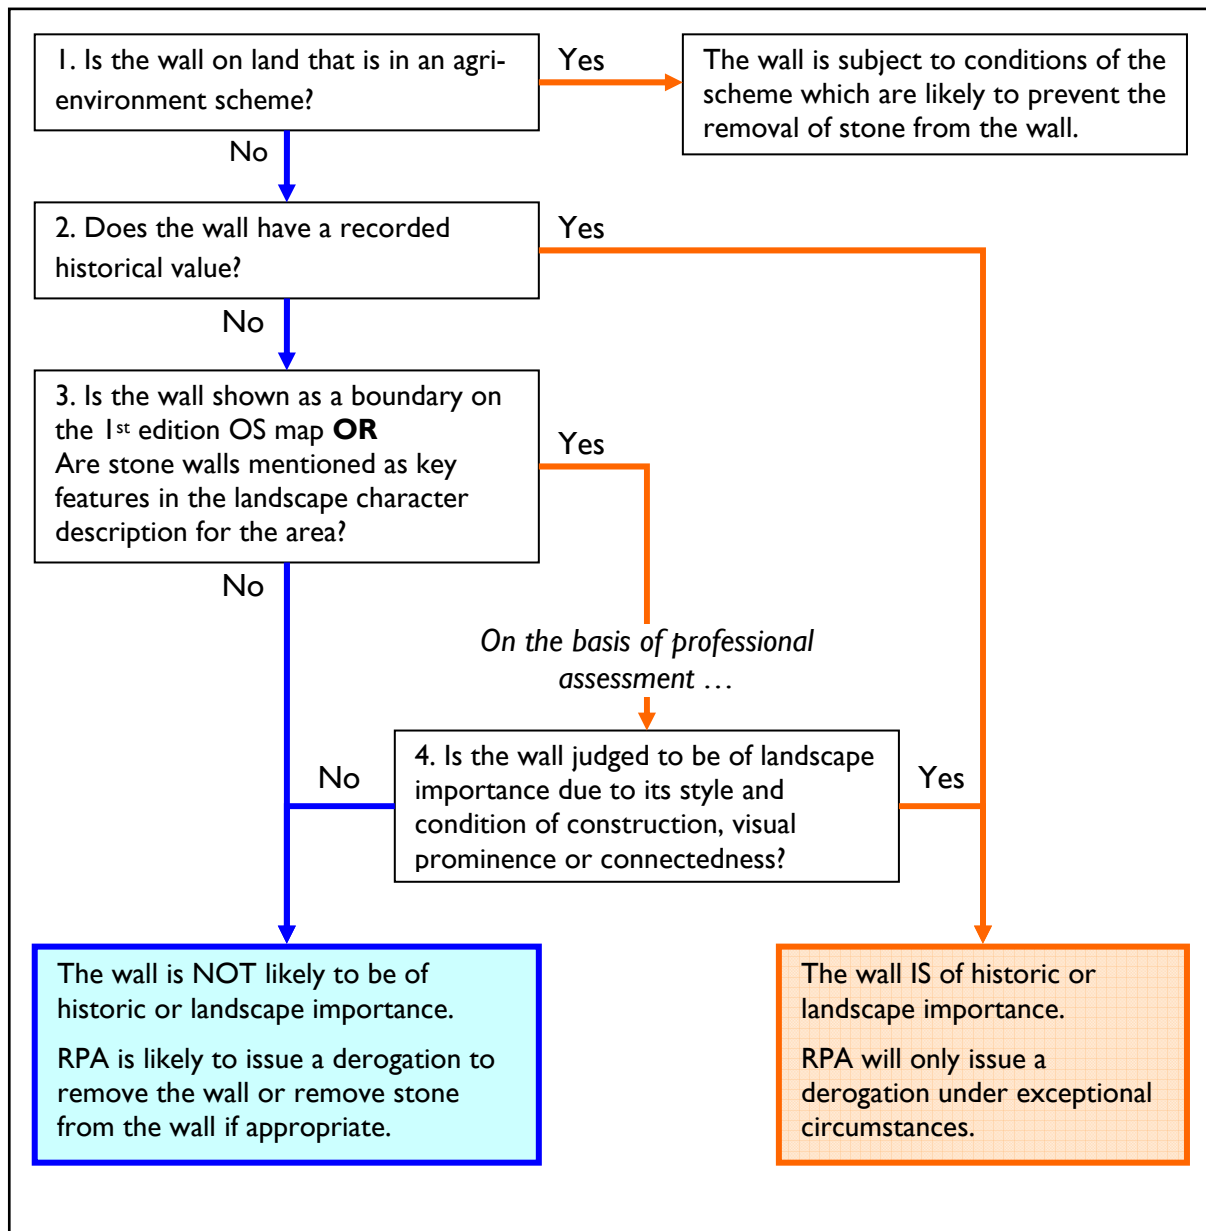 1. Is the wall on land that is in an agri-
environment scheme?
Yes
The wall is subject to conditions of the
scheme which are likely to prevent the
removal of stone from the wall.
No
2. Does the wall have a recorded
historical value?
Yes
No
3. Is the wall shown as a boundary on
the 1st edition OS map OR
Are stone walls mentioned as key
features in the landscape character
description for the area?
Yes
No
On the basis of professional
assessment …
4. Is the wall judged to be of landscape
importance due to its style and
condition of construction, visual
prominence or connectedness?
No
Yes
The wall is NOT likely to be of
historic or landscape importance.
RPA is likely to issue a derogation to
remove the wall or remove stone
from the wall if appropriate.
The wall IS of historic or
landscape importance.
RPA will only issue a
derogation under exceptional
circumstances.